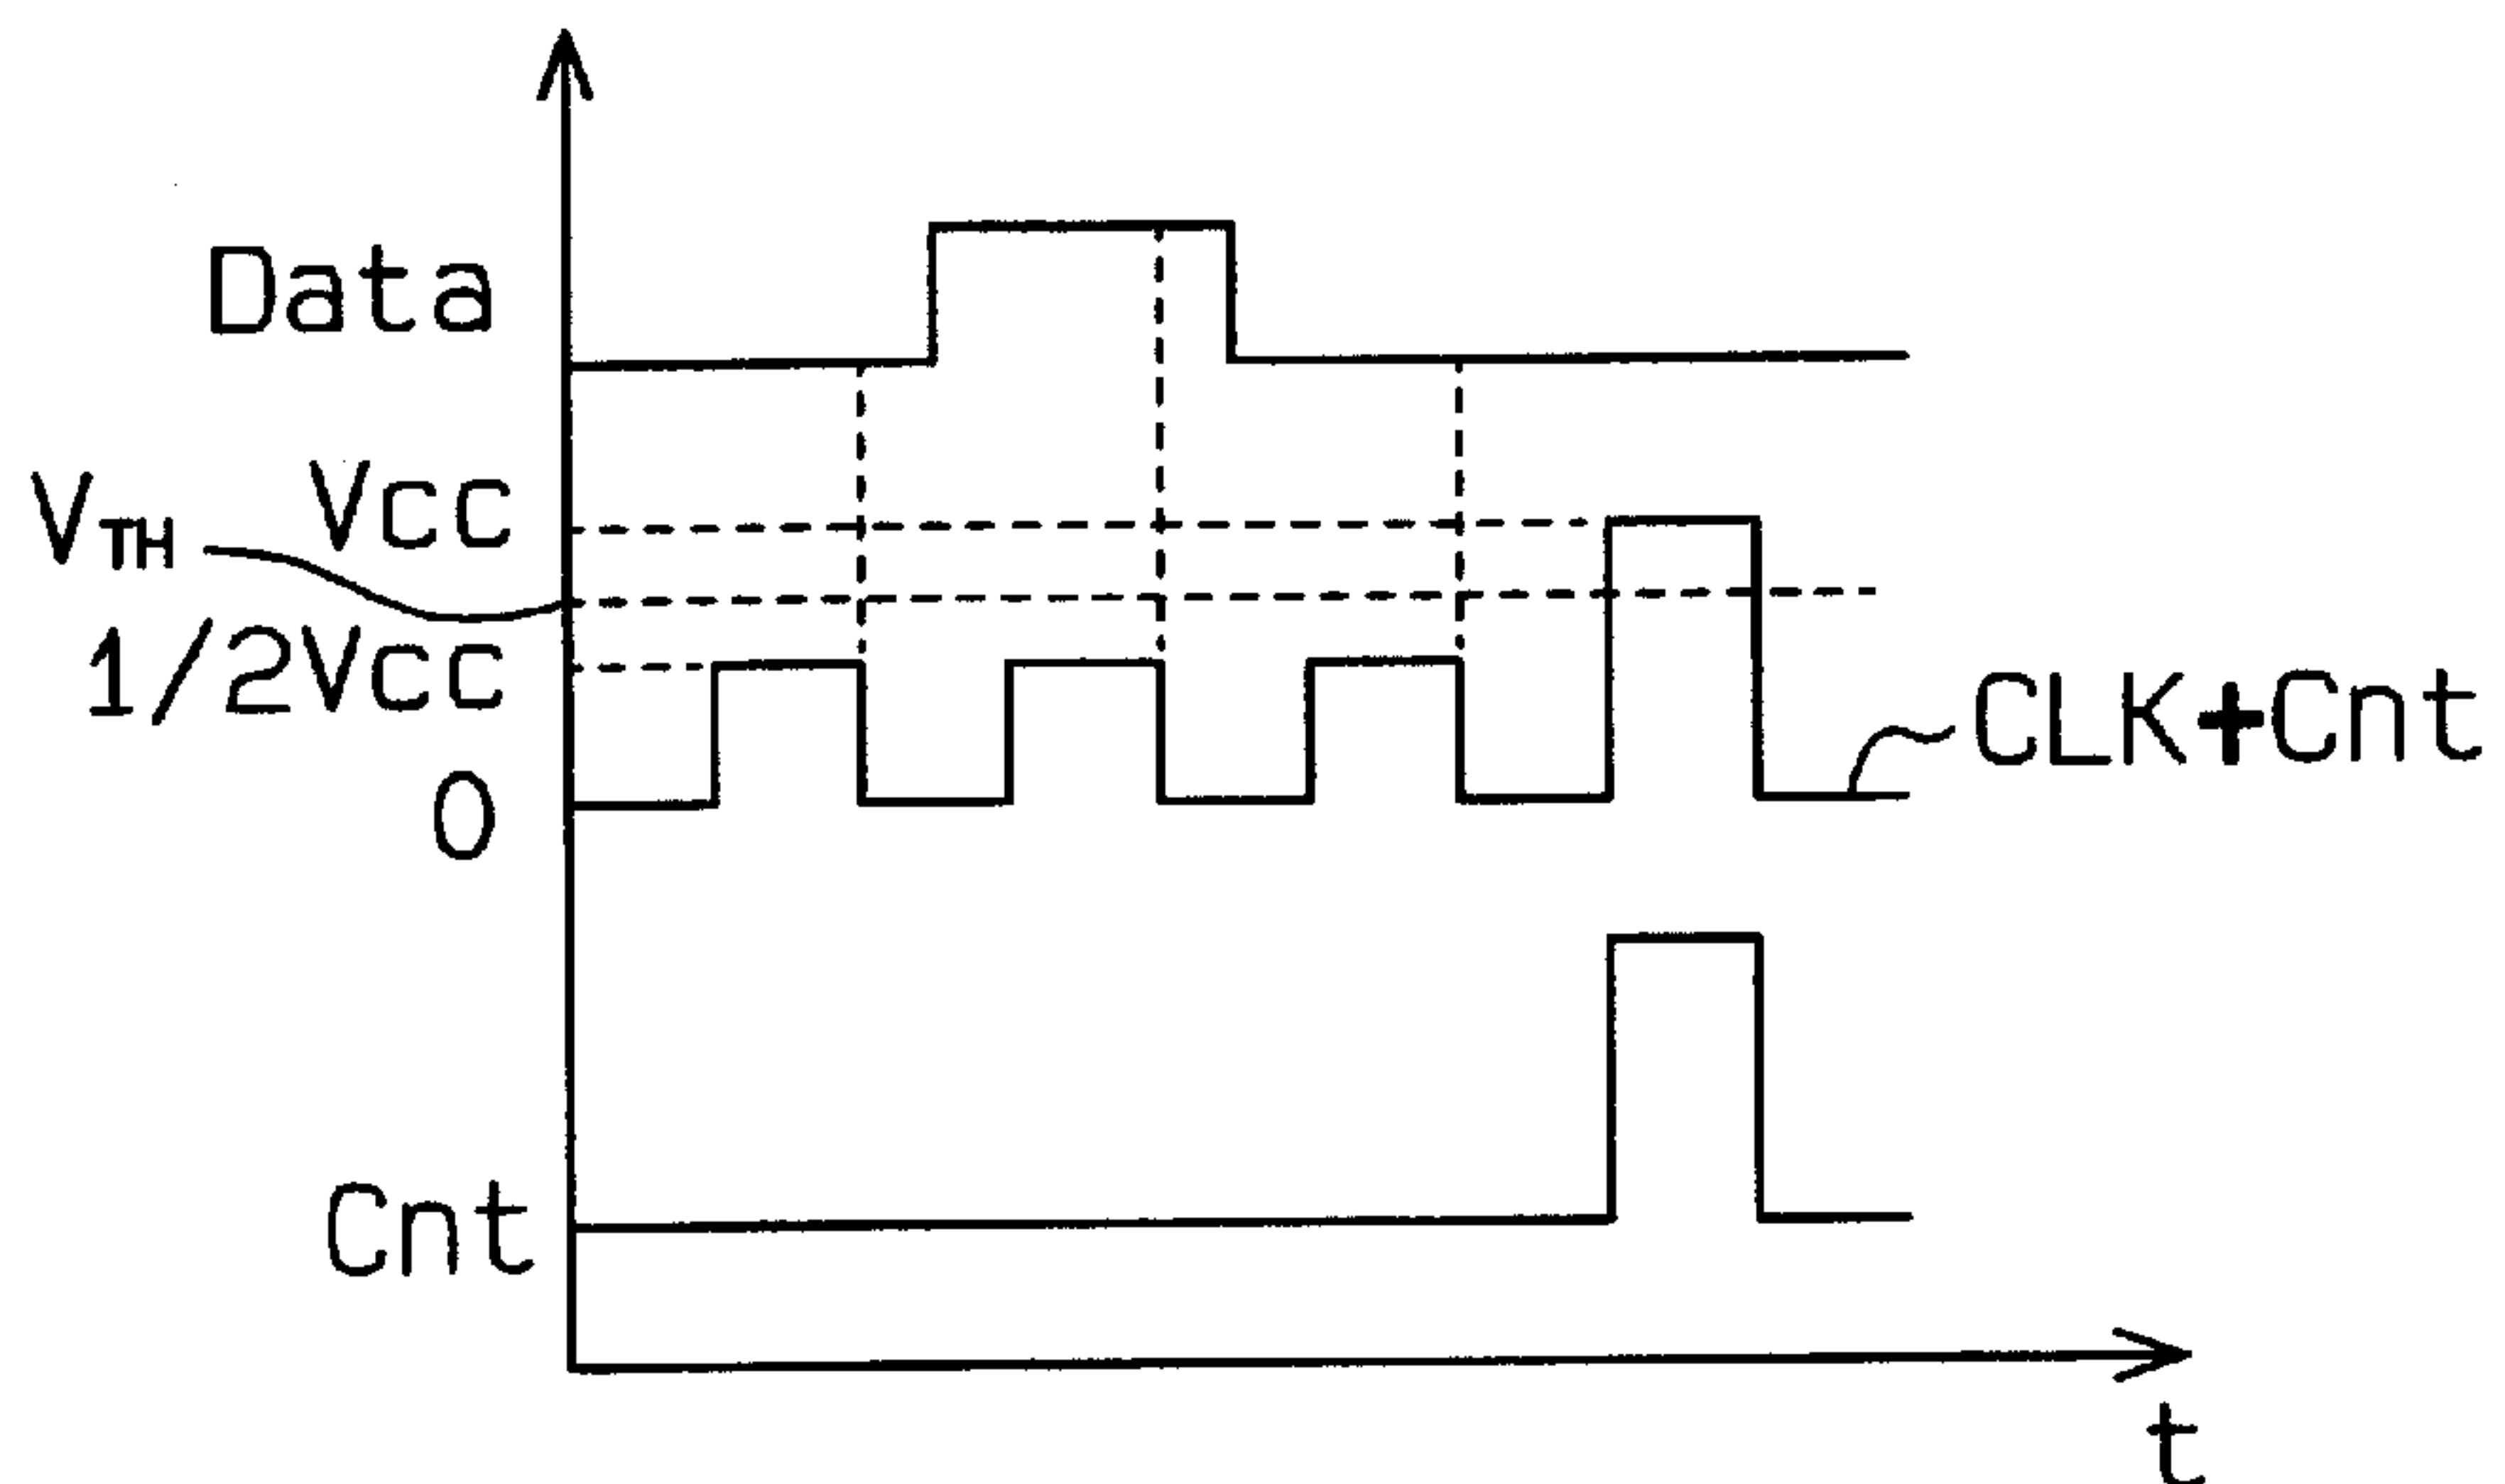 Data
Vcc
VTH
1/2Vcc
0
CLK+Cnt
Cnt
t